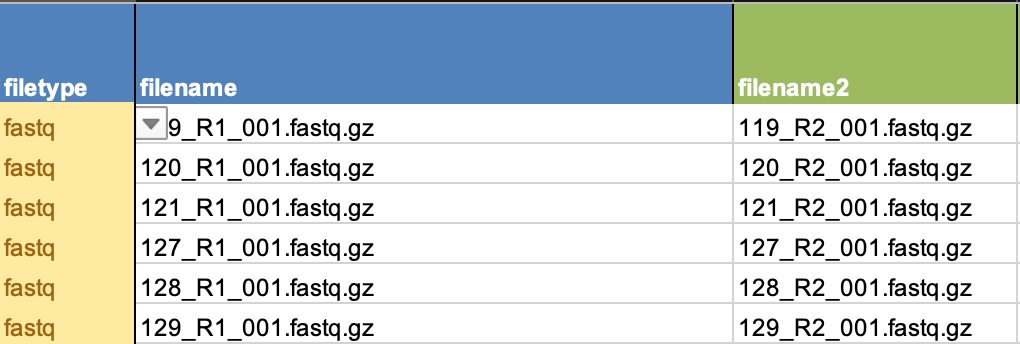 filetype filename filename2
fastq 9_R1_001.fastq.gz 119_R2_001.fastq.gz
fastq 120_R1_001.fastq.gz 120_R2_001.fastq.gz
fastq 121_R1_001.fastq.gz 121_R2_001.fastq.gz
fastq 127_R1_001.fastq.gz 127_R2_001.fastq.gz
fastq 128_R1_001.fastq.gz 128_R2_001.fastq.gz
fastq 129_R1_001.fastq.gz 129_R2_001.fastq.gz